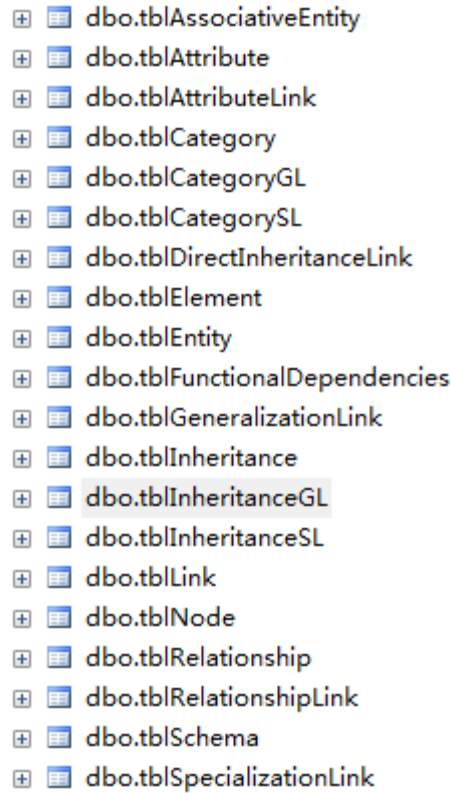 dbo.tblAssociativeEntity
dbo.tblAttribute
dbo.tblAttributeLink
dbo.tblCategory
dbo.tblCategoryGL
dbo.tblCategorySL
dbo.tblDirectInheritanceLink
dbo.tblElement
dbo.tblEntity
dbo.tblFunctionalDependencies
dbo.tblGeneralizationLink
dbo.tblInheritance
dbo.tblInheritanceGL
dbo.tblInheritanceSL
dbo.tblLink
dbo.tblNode
dbo.tblRelationship
dbo.tblRelationshipLink
dbo.tblSchema
dbo.tblSpecializationLink